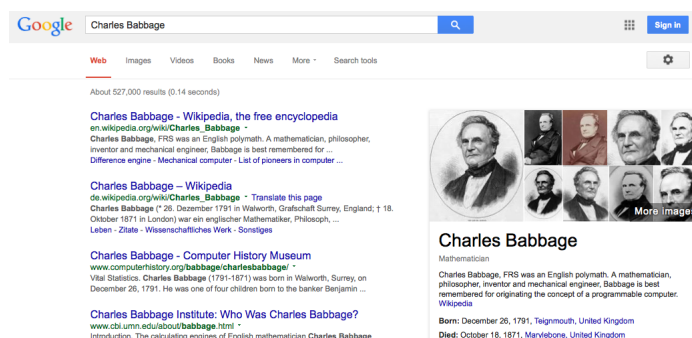 Google
Charles Babbage
Sign in
Web Images Videos Books News More Search tools
About 527,000 results (0.14 seconds)
Charles Babbage - Wikipedia, the free encyclopedia
en.wikipedia.org/wiki/Charles_Babbage
Charles Babbage, FRS was an English polymath. A mathematician, philosopher,
inventor and mechanical engineer, Babbage is best remembered for ...
Difference engine - Mechanical computer - List of pioneers in computer ...
Charles Babbage – Wikipedia
de.wikipedia.org/wiki/Charles_Babbage Translate this page
Charles Babbage (* 26. Dezember 1791 in Walworth, Grafschaft Surrey, England; † 18.
Oktober 1871 in London) war ein englischer Mathematiker, Philosoph, ...
Leben - Zitate - Wissenschaftliches Werk - Sonstiges
Charles Babbage - Computer History Museum
www.computerhistory.org/babbage/charlesbabbage/
Vital Statistics. Charles Babbage (1791-1871) was born in Walworth, Surrey, on
December 26, 1791. He was one of four children born to the banker Benjamin ...
Charles Babbage Institute: Who Was Charles Babbage?
www.cbi.umn.edu/about/babbage.html
Introduction. The calculating engines of English mathematician Charles Babbage
More images
Charles Babbage
Mathematician
Charles Babbage, FRS was an English polymath. A mathematician,
philosopher, inventor and mechanical engineer, Babbage is best
remembered for originating the concept of a programmable computer.
Wikipedia
Born: December 26, 1791, Teignmouth, United Kingdom
Died: October 18, 1871, Marylebone, United Kingdom